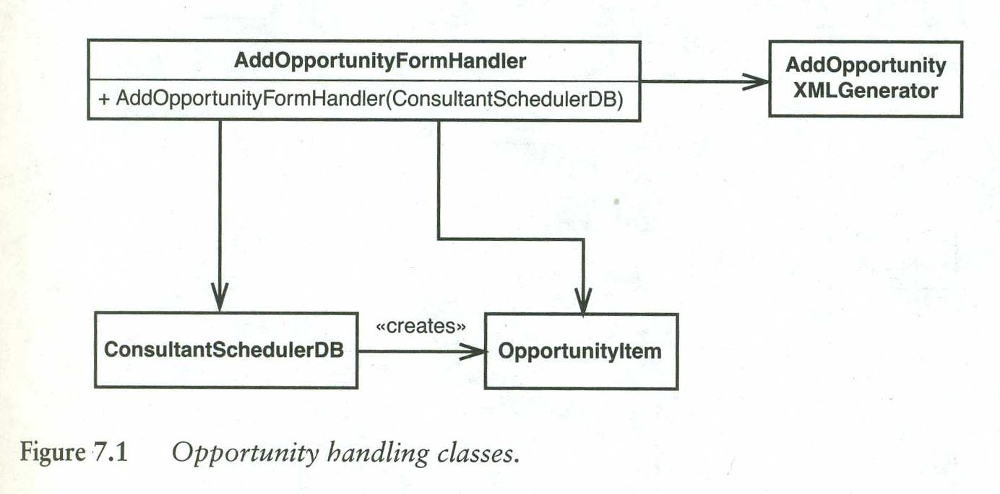 AddOpportunityFormHandler
+ AddOpportunityFormHandler(ConsultantSchedulerDB)
AddOpportunity
XMLGenerator
«creates»
ConsultantSchedulerDB
OpportunityItem
Figure 7.1 Opportunity handling classes.